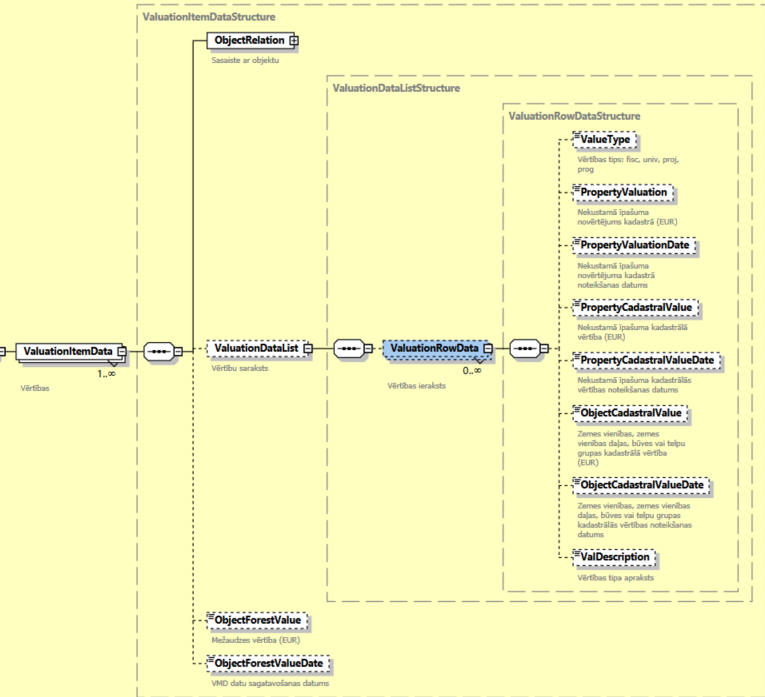 ValuationItemDataStructure
ObjectRelation
Sasaiste ar objektu
ValuationDataListStructure
ValuationRowDataStructure
ValueType
Vērtības tips: fisc, univ, proj,
prog
PropertyValuation
Nekustamā īpašuma
novērtējums kadastrā (EUR)
PropertyValuationDate
Nekustamā īpašuma
novērtējuma kadastrā
noteikšanas datums
PropertyCadastralValue
Nekustamā īpašuma kadastrālā
vērtība (EUR)
ValuationItemData
1..∞
Vērtības
ValuationDataList
Vērtību saraksts
ValuationRowData
0..∞
Vērtības ieraksts
PropertyCadastralValueDate
Nekustamā īpašuma kadastrālās
vērtības noteikšanas datums
ObjectCadastralValue
Zemes vienības, zemes
vienības daļas, būves vai telpu
grupas kadastrālā vērtība
(EUR)
ObjectCadastralValueDate
Zemes vienības, zemes vienības
daļas, būves vai telpu grupas
kadastrālās vērtības noteikšanas
datums
ValDescription
Vērtības tipa apraksts
ObjectForestValue
Mežaudzes vērtība (EUR)
ObjectForestValueDate
VMD datu sagatavošanas datums